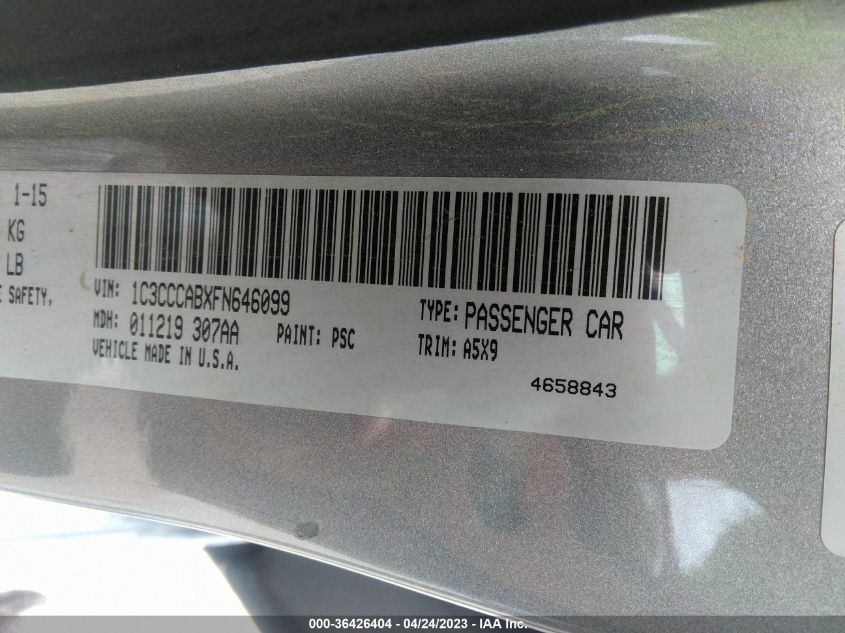 1-15
KG
LB
E SAFETY,
VIN: 1C3CCCABXFN646099
MDH: 011219 307AA
PAINT: PSC
VEHICLE MADE IN U.S.A.
TYPE: PASSENGER CAR
TRIM: A5X9
4658843
000-36426404 - 04/24/2023 - IAA Inc.